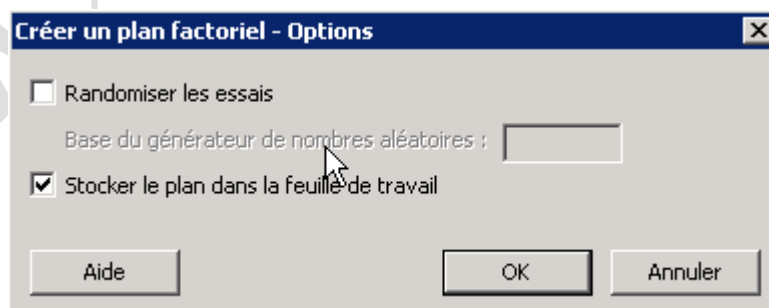 Créer un plan factoriel - Options
Randomiser les essais
Base du générateur de nombres aléatoires :
Stocker le plan dans la feuille de travail
Aide OK Annuler